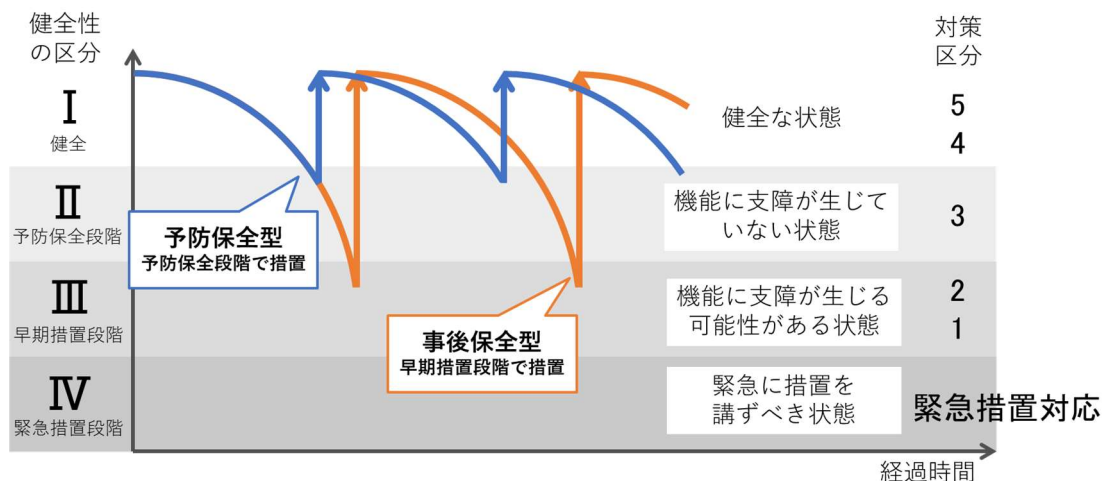 健全性
の区分
対策
区分
Ⅰ
健全
健全な状態
5
4
Ⅱ
予防保全段階
機能に支障が生じて
いない状態
3
予防保全型
予防保全段階で措置
Ⅲ
早期措置段階
機能に支障が生じる
可能性がある状態
2
1
事後保全型
早期措置段階で措置
Ⅳ
緊急措置段階
緊急に措置を
講ずべき状態
緊急措置対応
経過時間